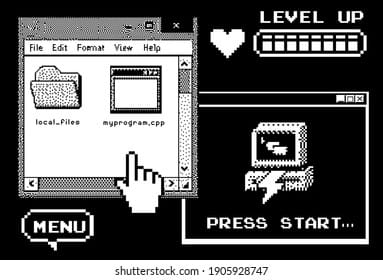 LEVEL UP
File Edit Format View Help
local_files
myprogram.cpp
PRESS START...
MENU
shutterstock.com · 1905928747